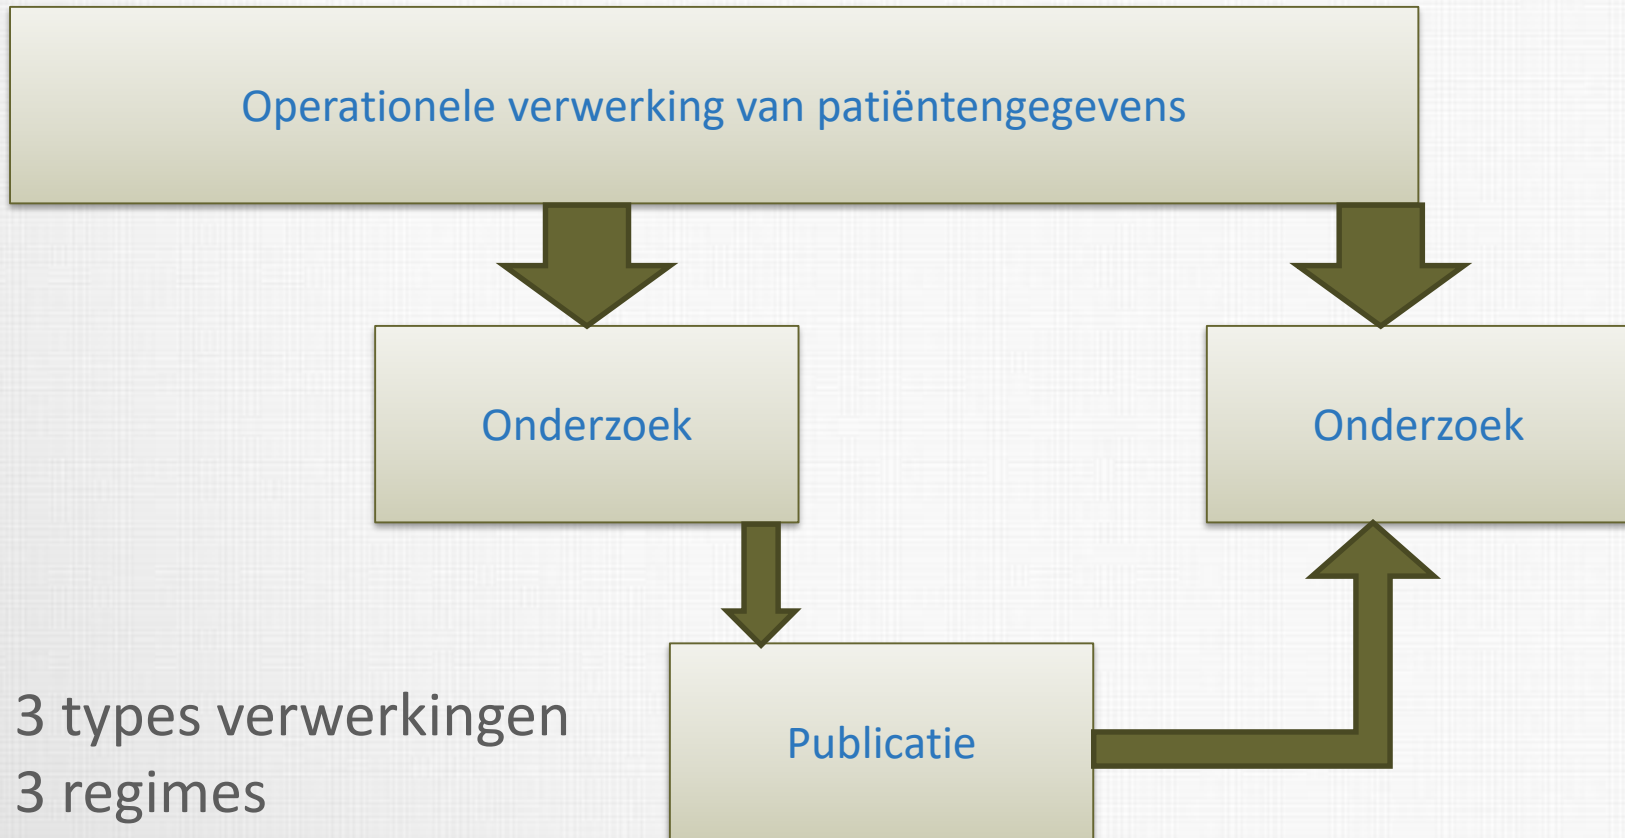 Operationele verwerking van patiëntengegevens
Onderzoek
Onderzoek
Publicatie
3 types verwerkingen
3 regimes